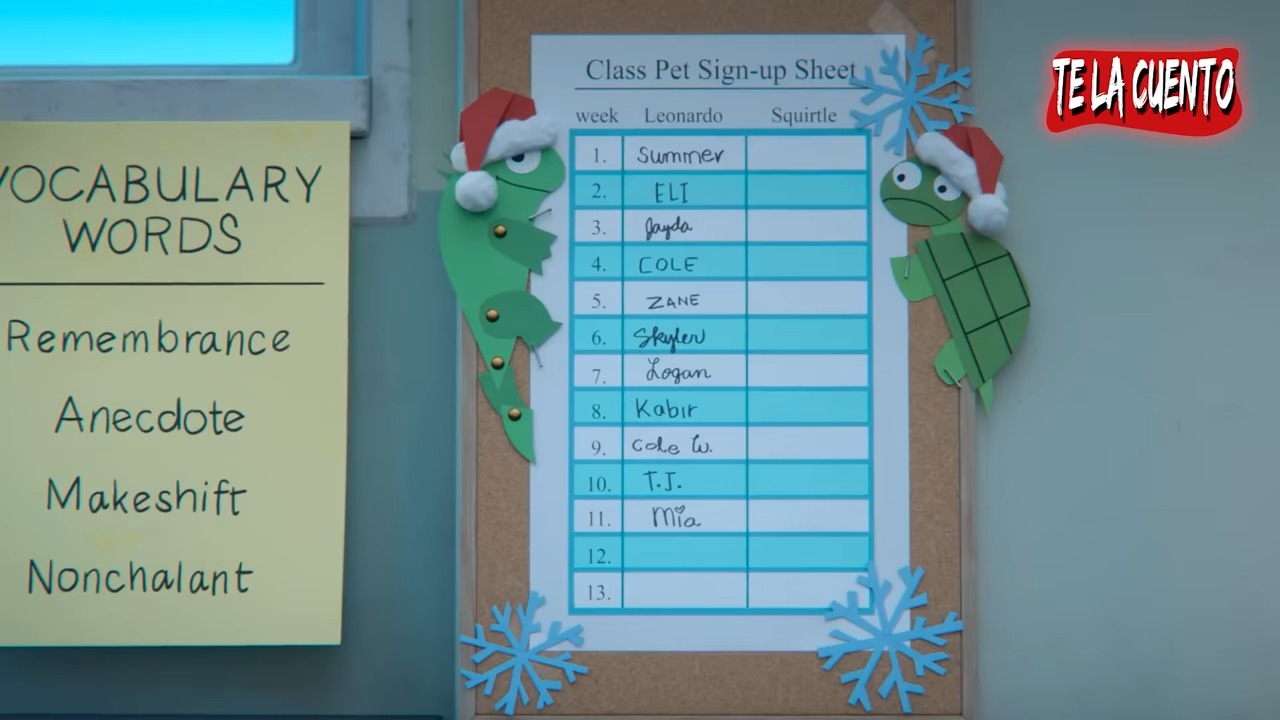 TE LA CUENTO
VOCABULARY
WORDS
Remembrance
Anecdote
Makeshift
Nonchalant
Class Pet Sign-up Sheet
week Leonardo Squirtle
1. Summer
2. ELI
3. Jayda
4. COLE
5. ZANE
6. Skyler
7. Logan
8. Kabir
9. Cole W.
10. T.J.
11. Mia
12.
13.